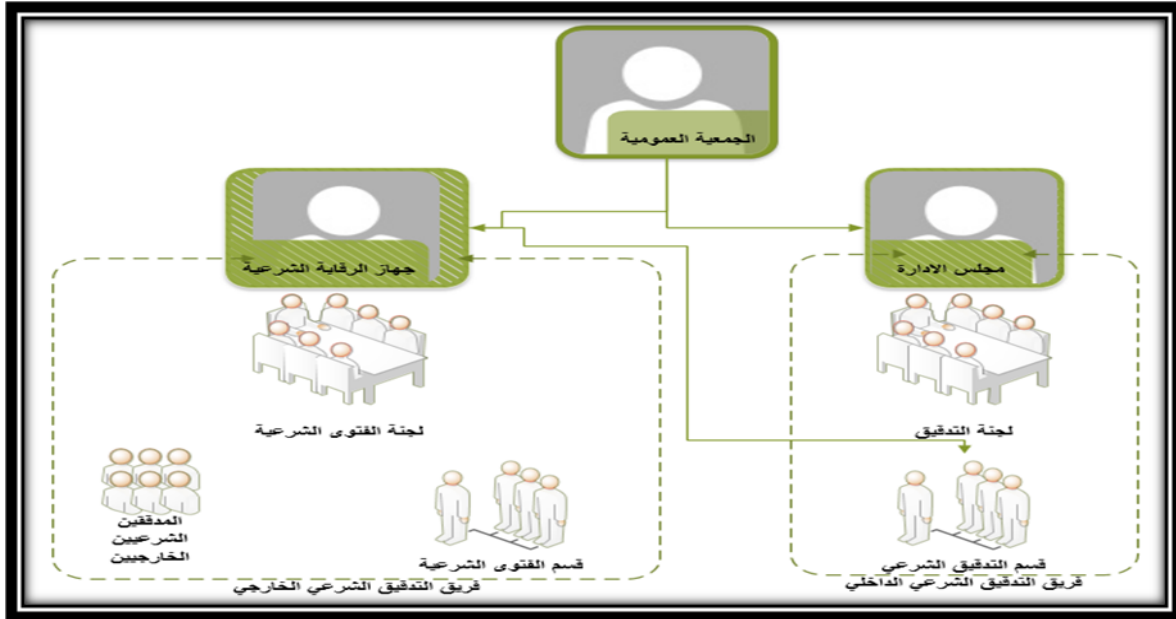 الجمعية العمومية
جهاز الرقابة الشرعية
مجلس الادارة
لجنة الفتوى الشرعية
لجنة التدقيق
المدققين
الشرعيين
الخارجيين
قسم الفتوى الشرعية
قسم التدقيق الشرعي
فريق التدقيق الشرعي الخارجي
فريق التدقيق الشرعي الداخلي